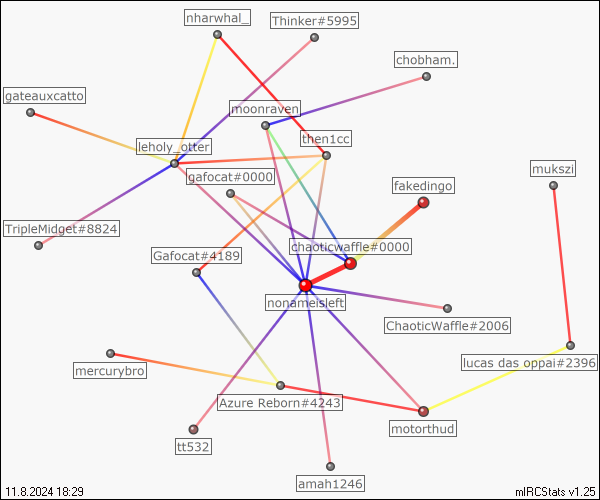 nharwhal_
Thinker#5995
chobham.
gateauxcatto
moonraven
then1cc
leholy_otter
mukszi
gafocat#0000
fakedingo
TripleMidget#8824
chaoticwaffle#0000
Gafocat#4189
nonameisleft
ChaoticWaffle#2006
lucas das oppai#2396
mercurybro
Azure Reborn#4243
motorthud
tt532
amah1246
11.8.2024 18:29
mIRCStats v1.25